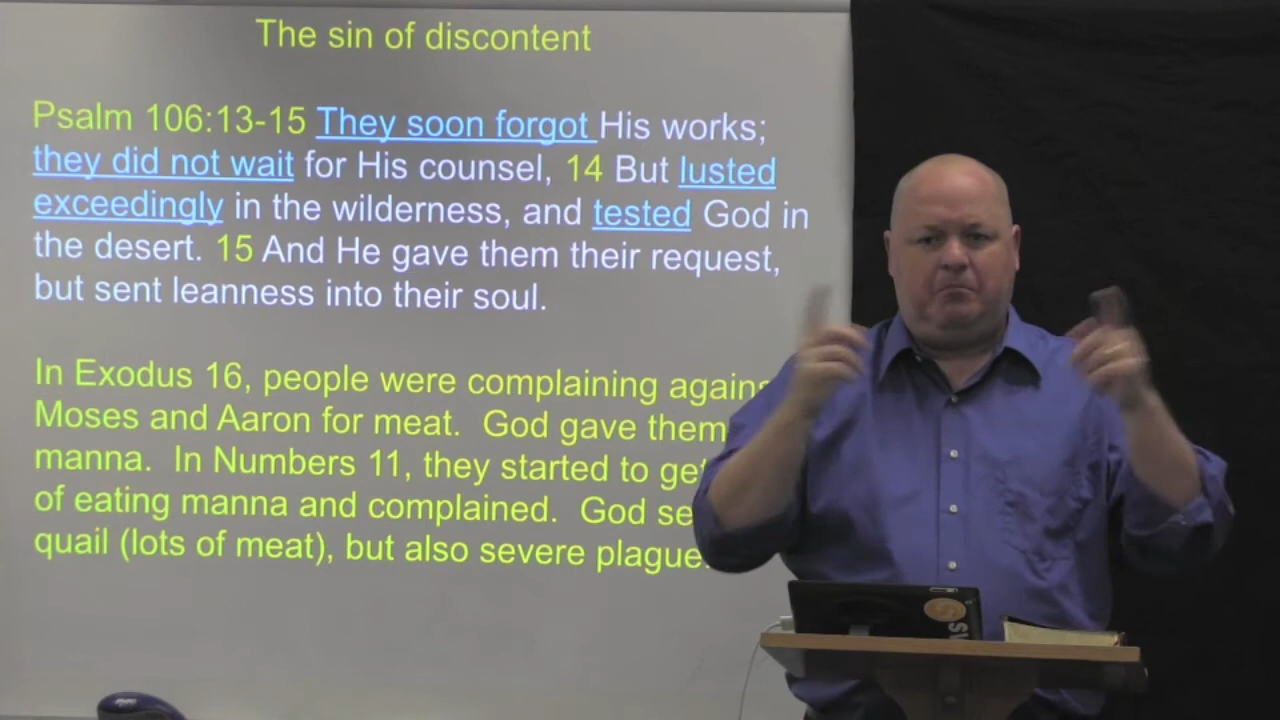 The sin of discontent
Psalm 106:13-15 They soon forgot His works;
they did not wait for His counsel, 14 But lusted
exceedingly in the wilderness, and tested God in
the desert. 15 And He gave them their request,
but sent leanness into their soul.
In Exodus 16, people were complaining
Moses and Aaron for meat. God gave them
manna. In Numbers 11, they started to get
of eating manna and complained. God
quail (lots of meat), but also severe plague.